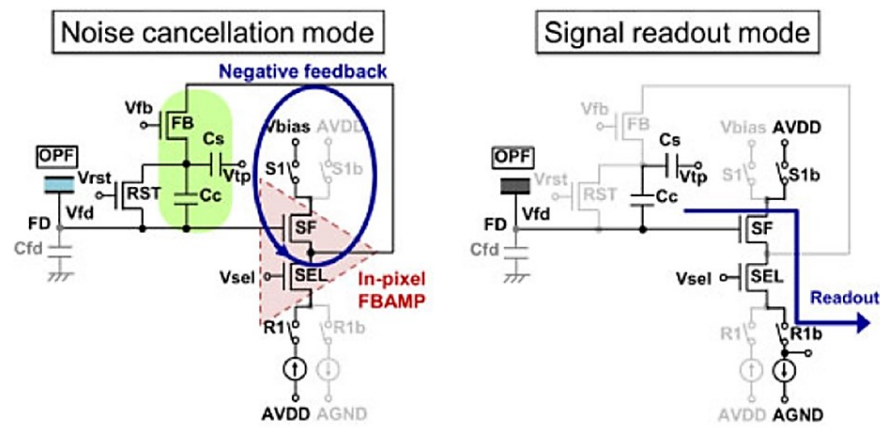 Noise cancellation mode
Negative feedback
Vfb
FB
Cs
Vbias
AVDD
OPF
Vrst
RST
Vtp
S1
S1b
Cc
Vfd
FD
SF
Cfd
Vsel
SEL
In-pixel
FBAMP
R1
R1b
AVDD
AGND
Signal readout mode
Vfb
FB
Cs
Vbias
AVDD
OPF
Vrst
RST
Vtp
S1
S1b
Cc
Vfd
FD
SF
Cfd
Vsel
SEL
Readout
R1
R1b
AVDD
AGND